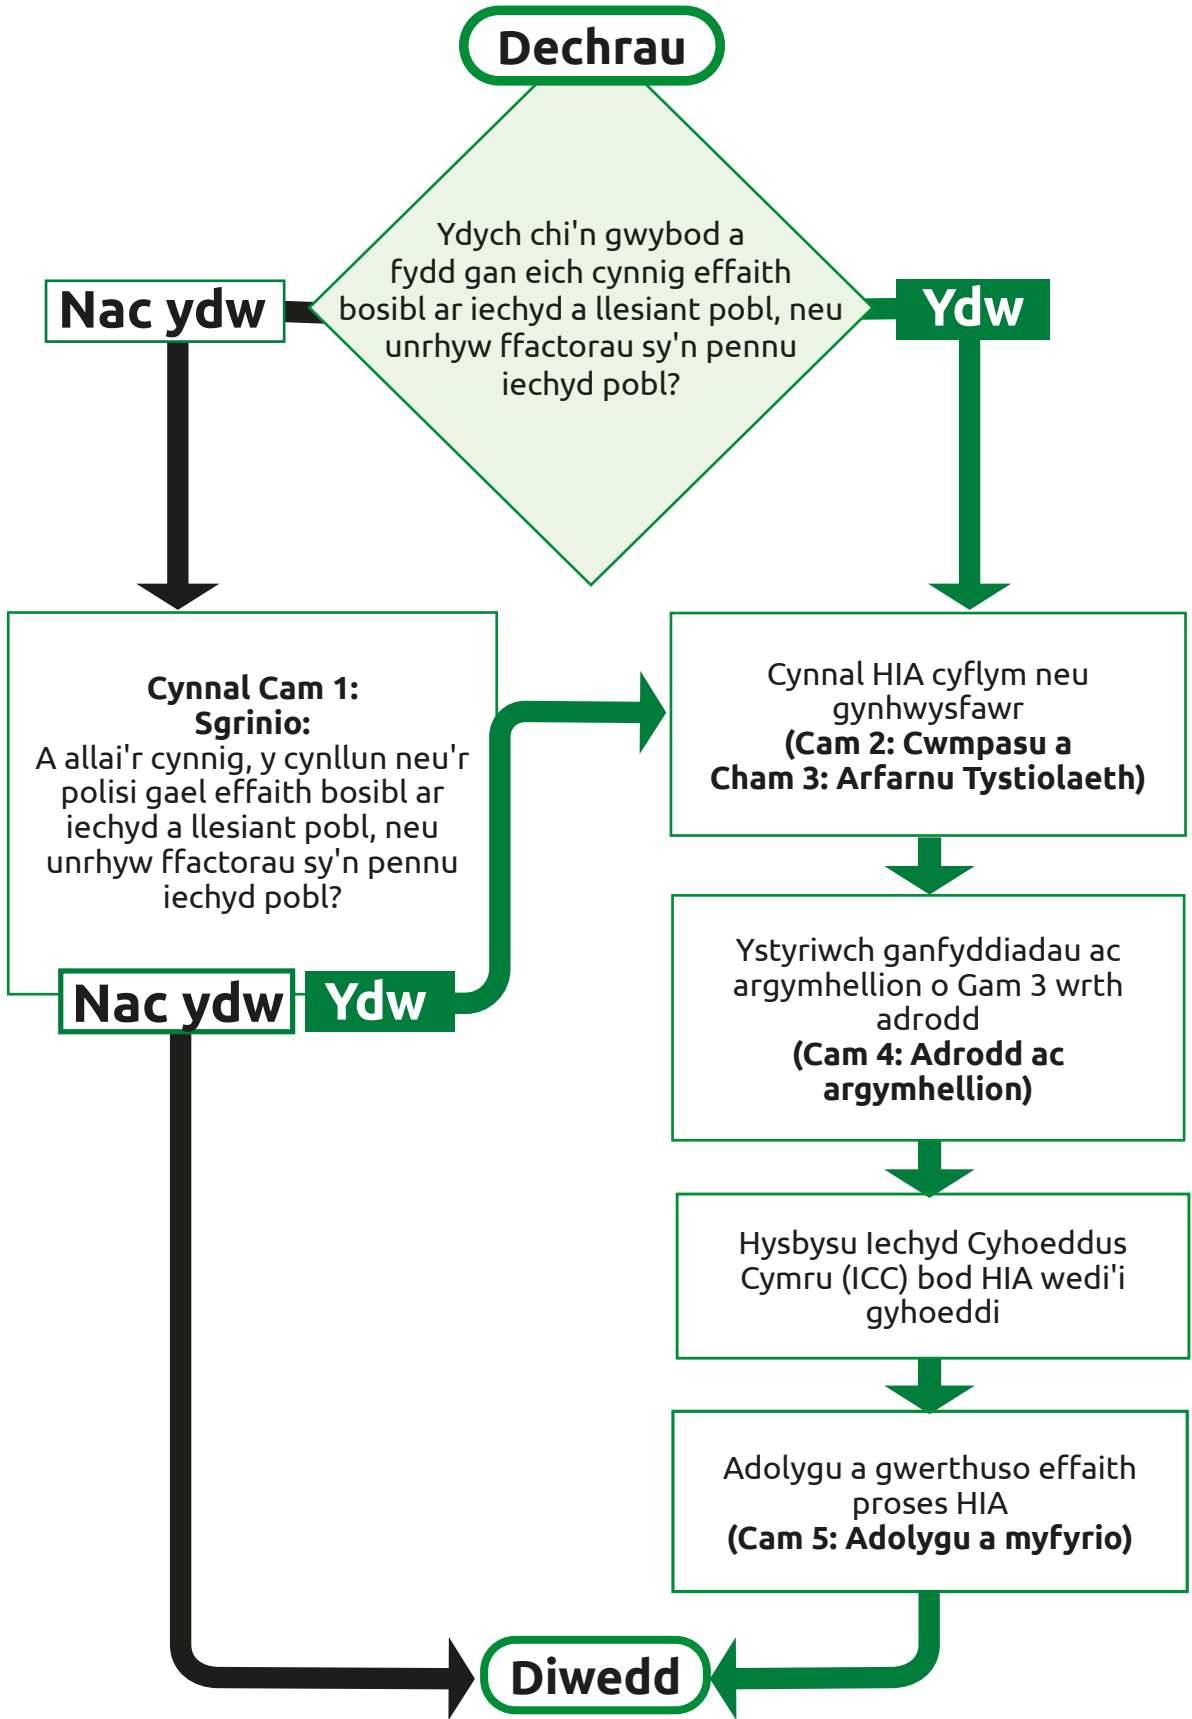 Dechrau
Ydych chi'n gwybod a
fydd gan eich cynnig effaith
bosibl ar iechyd a llesiant pobl, neu
unrhyw ffactorau sy'n pennu
iechyd pobl?
Nac ydw
Ydw
Cynnal Cam 1:
Sgrinio:
A allai'r cynnig, y cynllun neu'r
polisi gael effaith bosibl ar
iechyd a llesiant pobl, neu
unrhyw ffactorau sy'n pennu
iechyd pobl?
Nac ydw
Ydw
Cynnal HIA cyflym neu
gynhwysfawr
(Cam 2: Cwmpasu a
Cham 3: Arfarnu Tystiolaeth)
Ystyriwch ganfyddiadau ac
argymhellion o Gam 3 wrth
adrodd
(Cam 4: Adrodd ac
argymhellion)
Hysbysu Iechyd Cyhoeddus
Cymru (ICC) bod HIA wedi'i
gyhoeddi
Adolygu a gwerthuso effaith
proses HIA
(Cam 5: Adolygu a myfyrio)
Diwedd